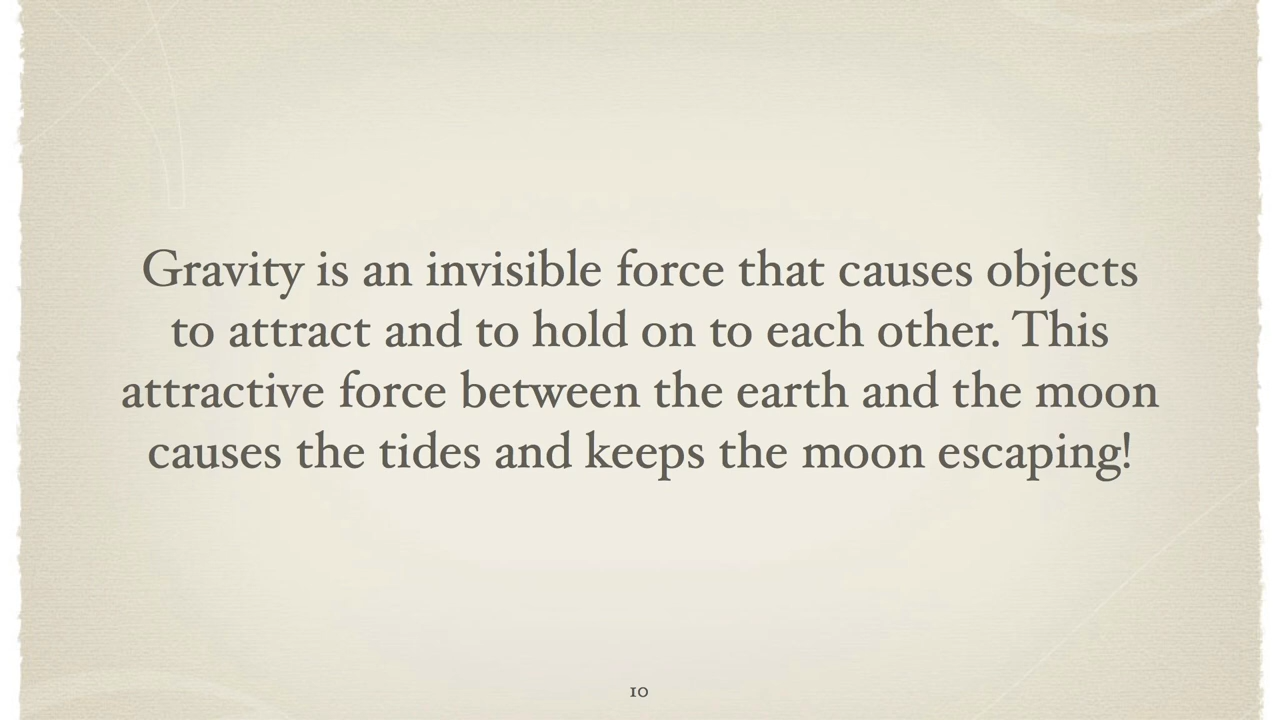 Gravity is an invisible force that causes objects
to attract and to hold on to each other. This
attractive force between the earth and the moon
causes the tides and keeps the moon escaping!
10